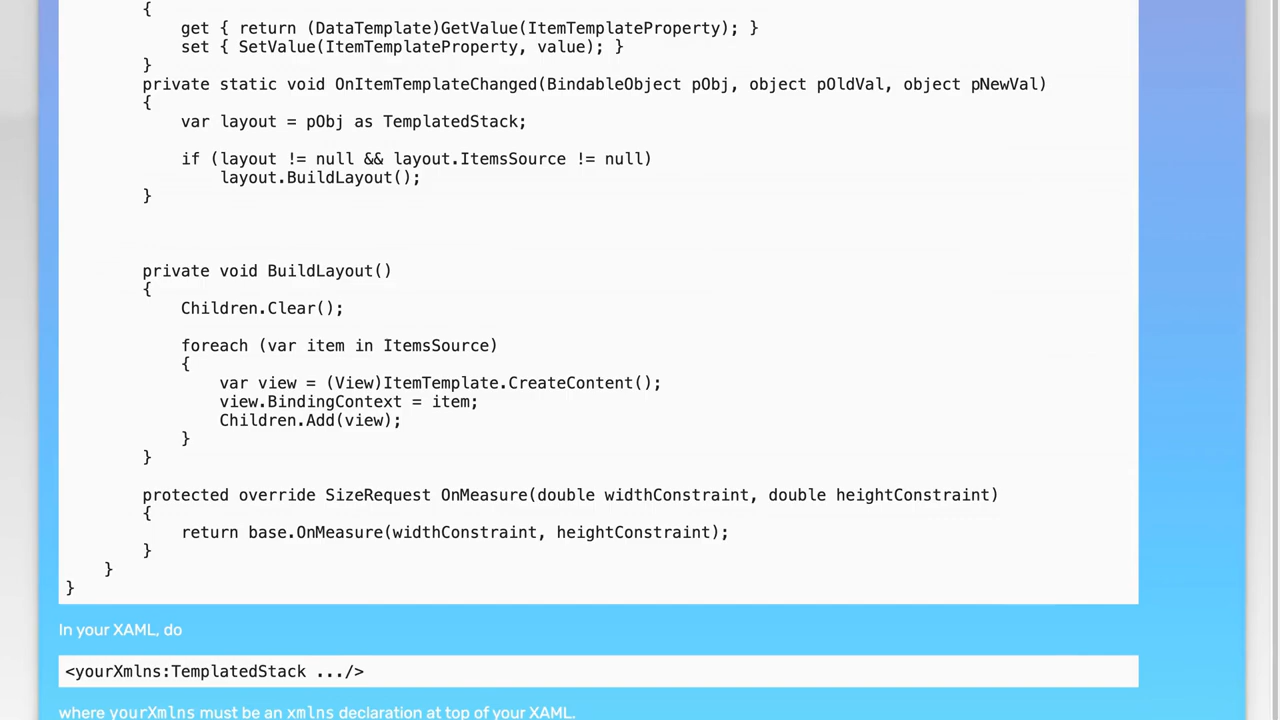 {
get { return (DataTemplate)GetValue(ItemTemplateProperty); }
set { SetValue(ItemTemplateProperty, value); }
}
private static void OnItemTemplateChanged(BindableObject pObj, object pOldVal, object pNewVal)
{
var layout = pObj as TemplatedStack;
if (layout != null && layout.ItemsSource != null)
layout.BuildLayout();
}
private void BuildLayout()
{
Children.Clear();
foreach (var item in ItemsSource)
{
var view = (View)ItemTemplate.CreateContent();
view.BindingContext = item;
Children.Add(view);
}
}
protected override SizeRequest OnMeasure(double widthConstraint, double heightConstraint)
{
return base.OnMeasure(widthConstraint, heightConstraint);
}
}
}
In your XAML, do
<yourXmlns:TemplatedStack .../>
where yourXmlns must be an xmlns declaration at top of your XAML.